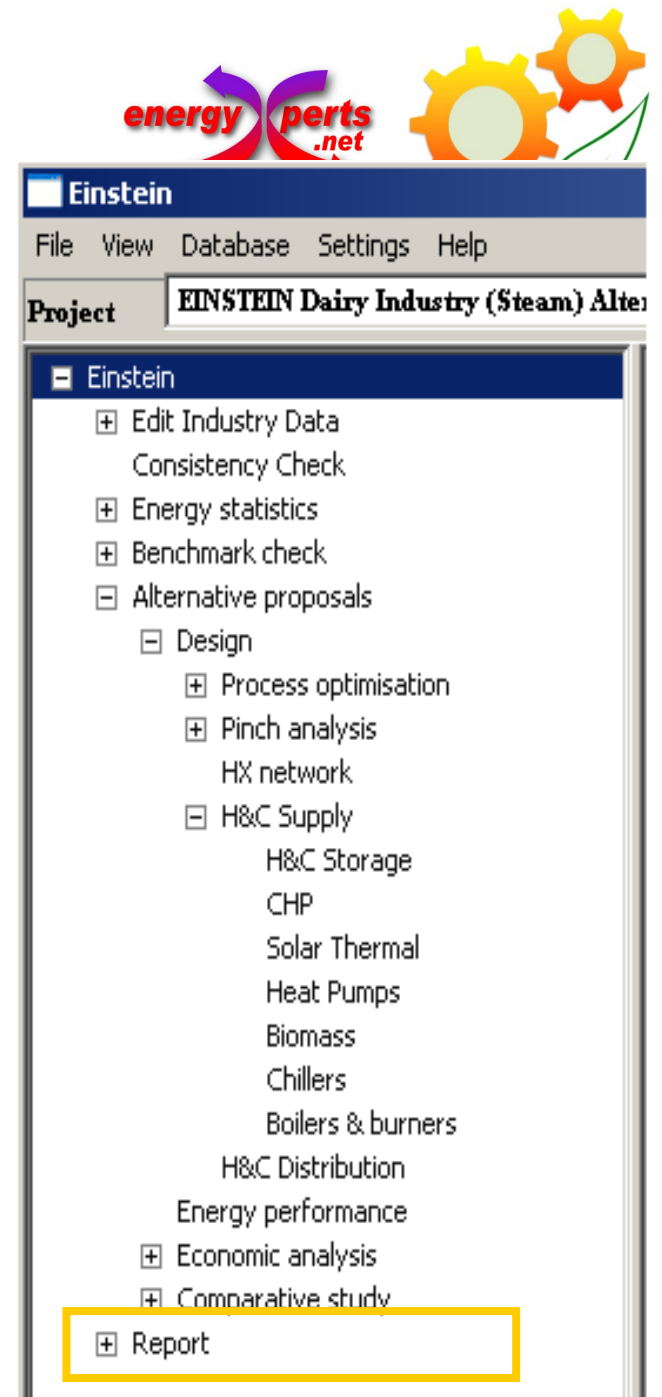 energy xperts
.net
Einstein
File View Database Settings Help
Project EINSTEIN Dairy Industry (Steam) Alter
Einstein
Edit Industry Data
Consistency Check
Energy statistics
Benchmark check
Alternative proposals
Design
Process optimisation
Pinch analysis
HX network
H&C Supply
H&C Storage
CHP
Solar Thermal
Heat Pumps
Biomass
Chillers
Boilers & burners
H&C Distribution
Energy performance
Economic analysis
Comparative study
Report